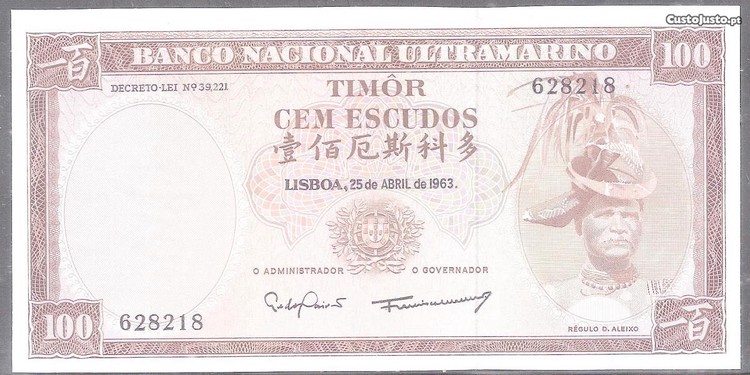 CustoJusto.pt
一百 BANCO NACIONAL ULTRAMARINO 100
DECRETO-LEI Nº 39,221
TIMÔR
628218
CEM ESCUDOS
壹佰厄斯科多
LISBOA, 25 de ABRIL de 1963.
O ADMINISTRADOR O GOVERNADOR
100 628218
RÉGULO D. ALEIXO
一百